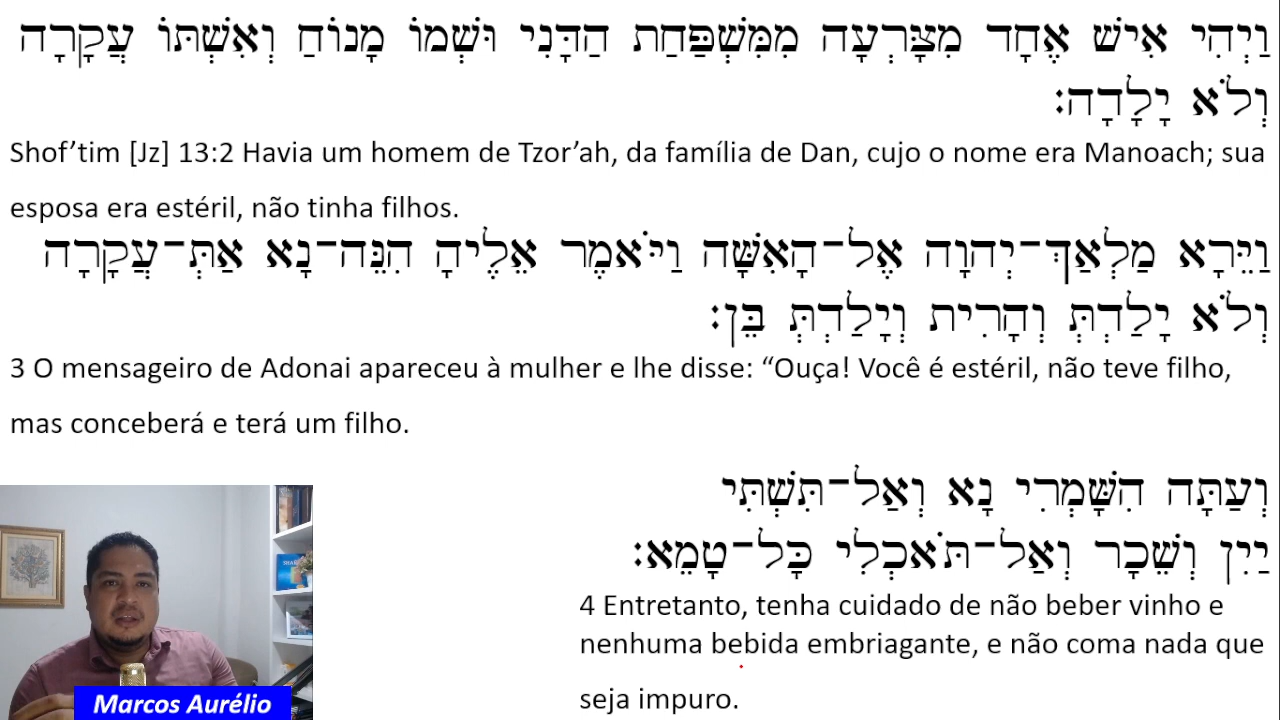 וַיְהִי אִישׁ אֶחָד מִצָּרְעָה מִמִּשְׁפַּחַת הַדָּנִי וּשְׁמוֹ מָנוֹחַ וְאִשְׁתּוֹ עֲקָרָה
וְלֹא יָלָדָה׃
Shof’tim [Jz] 13:2 Havia um homem de Tzor’ah, da família de Dan, cujo o nome era Manoach; sua
esposa era estéril, não tinha filhos.
וַיֵּרָא מַלְאַךְ־יְהוָה אֶל־הָאִשָּׁה וַיֹּאמֶר אֵלֶיהָ הִנֵּה־נָא אַתְּ־עֲקָרָה
וְלֹא יָלַדְתְּ וְהָרִית וְיָלַדְתְּ בֵּן׃
3 O mensageiro de Adonai apareceu à mulher e lhe disse: “Ouça! Você é estéril, não teve filho,
mas conceberá e terá um filho.
וְעַתָּה הִשָּׁמְרִי נָא וְאַל־תִּשְׁתִּי
יַיִן וְשֵׁכָר וְאַל־תֹּאכְלִי כָּל־טָמֵא׃
4 Entretanto, tenha cuidado de não beber vinho e
nenhuma bebida embriagante, e não coma nada que
seja impuro.
Marcos Aurélio